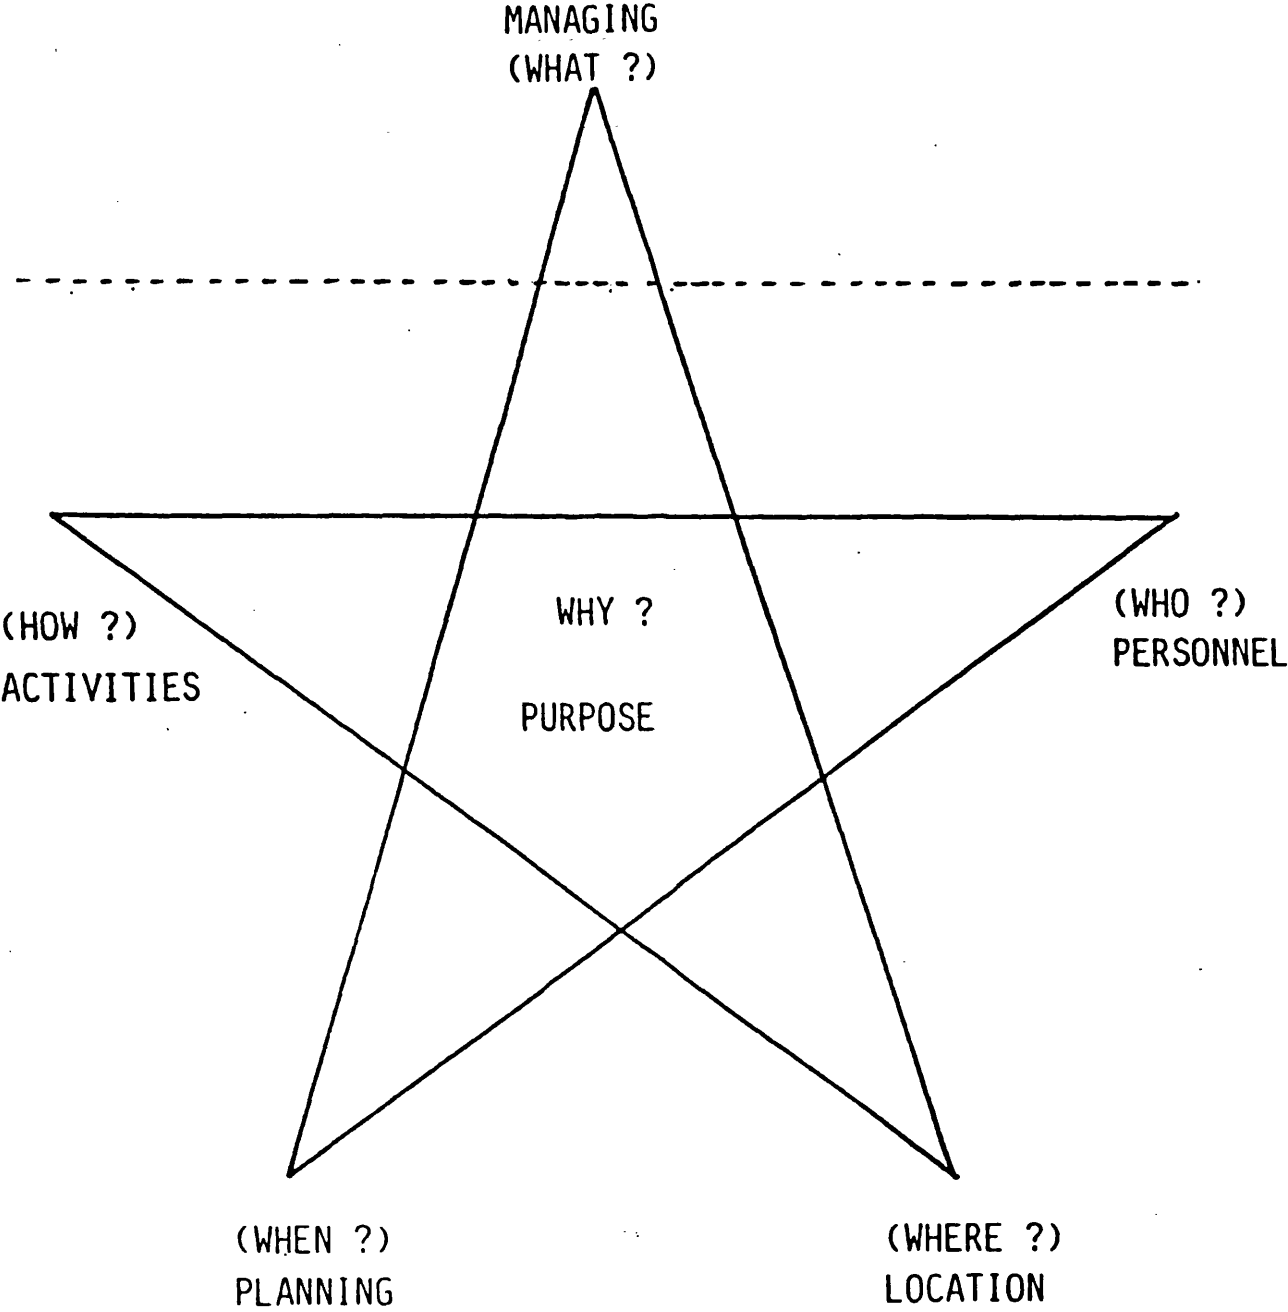 MANAGING
(WHAT ?)
WHY ?
PURPOSE
(HOW ?)
ACTIVITIES
(WHO ?)
PERSONNEL
(WHEN ?)
PLANNING
(WHERE ?)
LOCATION